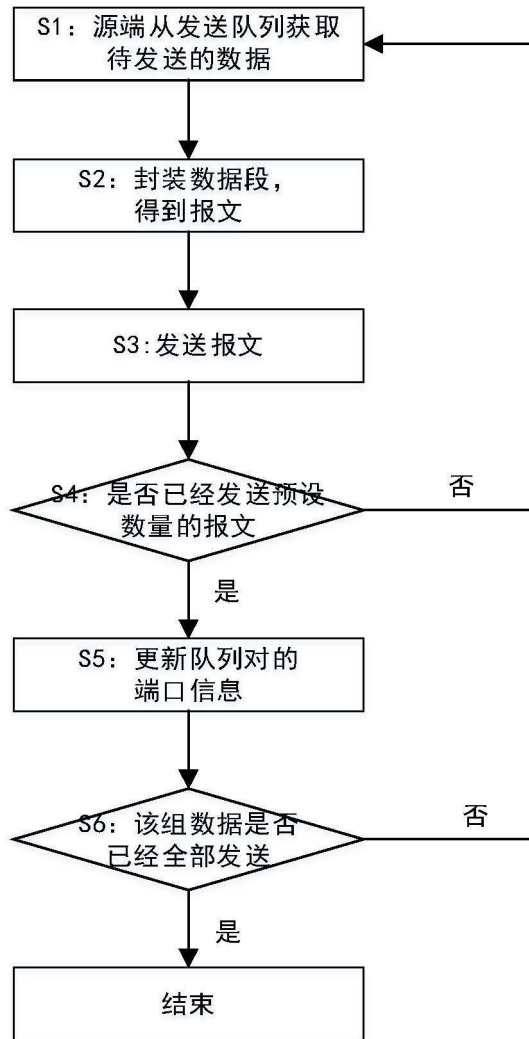 S1：源端从发送队列获取
待发送的数据
S2：封装数据段，
得到报文
S3:发送报文
S4：是否已经发送预设
数量的报文
否
是
S5：更新队列对的
端口信息
S6：该组数据是否
已经全部发送
否
是
结束